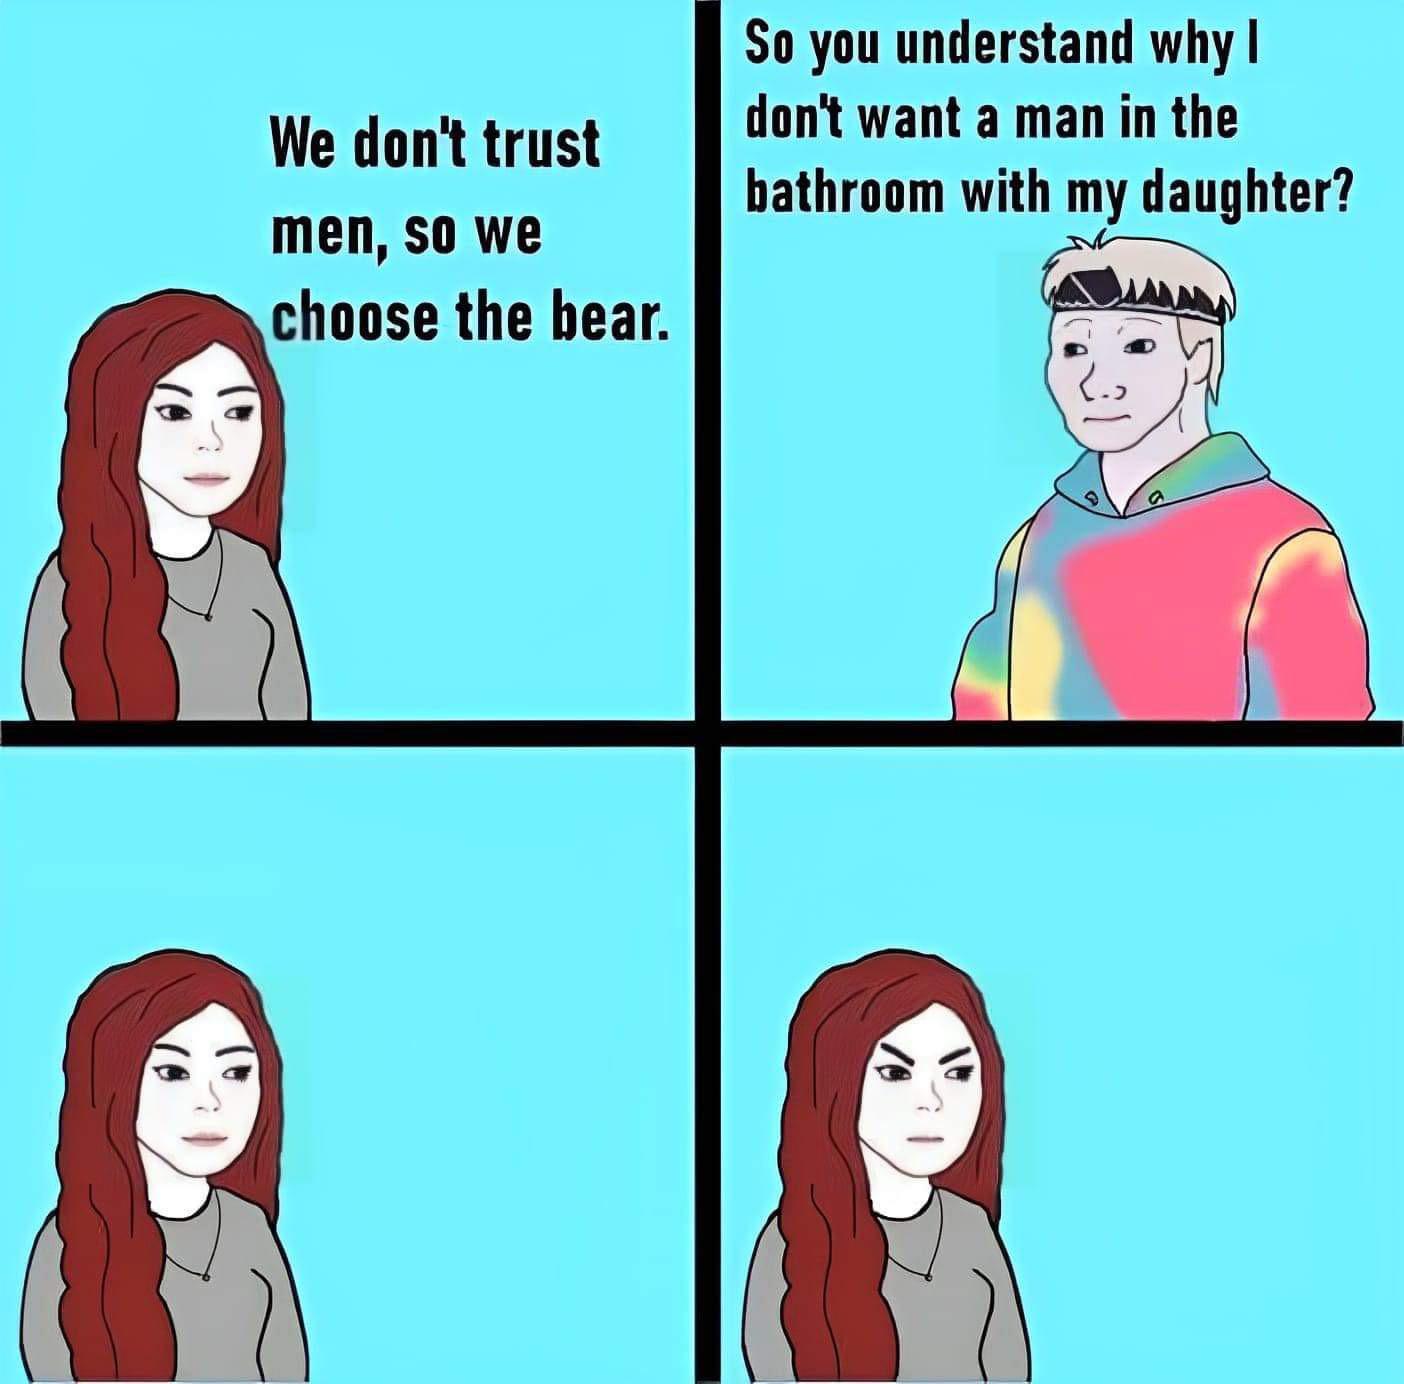 We don't trust
men, so we
choose the bear.
So you understand why I
don't want a man in the
bathroom with my daughter?